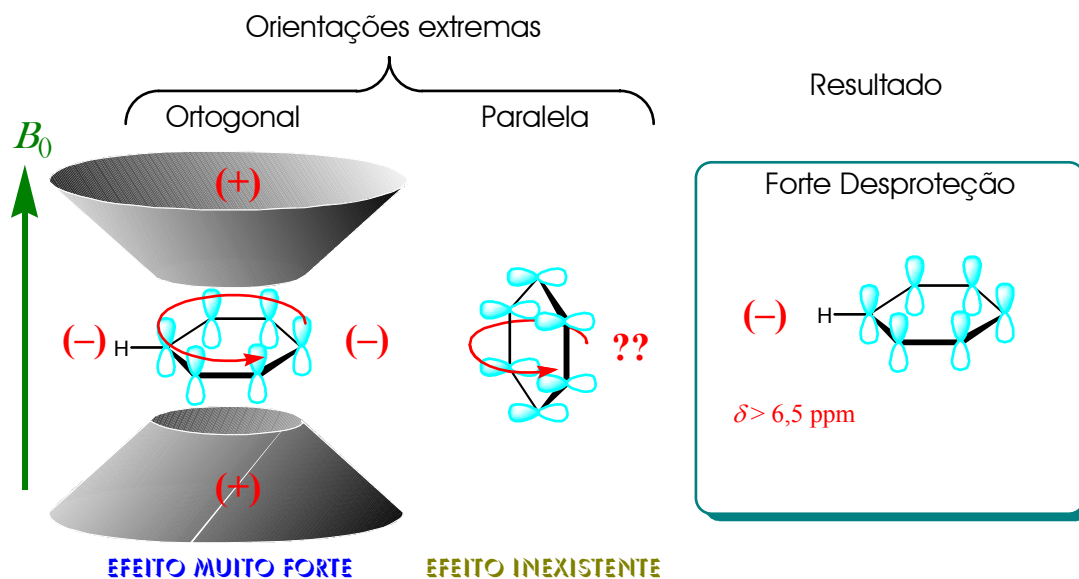 Orientações extremas
Ortogonal
Paralela
Resultado
B0
(+)
(–)
H
(–)
(+)
??
EFEITO MUITO FORTE
EFEITO INEXISTENTE
Forte Desproteção
(–)
H
δ > 6,5 ppm